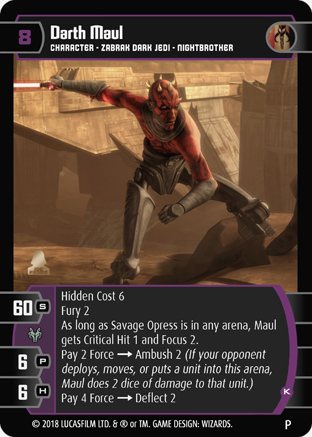 8 Darth Maul
CHARACTER - ZABRAK DARK JEDI - NIGHTBROTHER
60 S
6 P
6 H
Hidden Cost 6
Fury 2
As long as Savage Opress is in any arena, Maul
gets Critical Hit 1 and Focus 2.
Pay 2 Force → Ambush 2 (If your opponent
deploys, moves, or puts a unit into this arena,
Maul does 2 dice of damage to that unit.)
Pay 4 Force → Deflect 2
K
© 2018 LUCASFILM LTD. & ® or TM. GAME DESIGN: WIZARDS. P